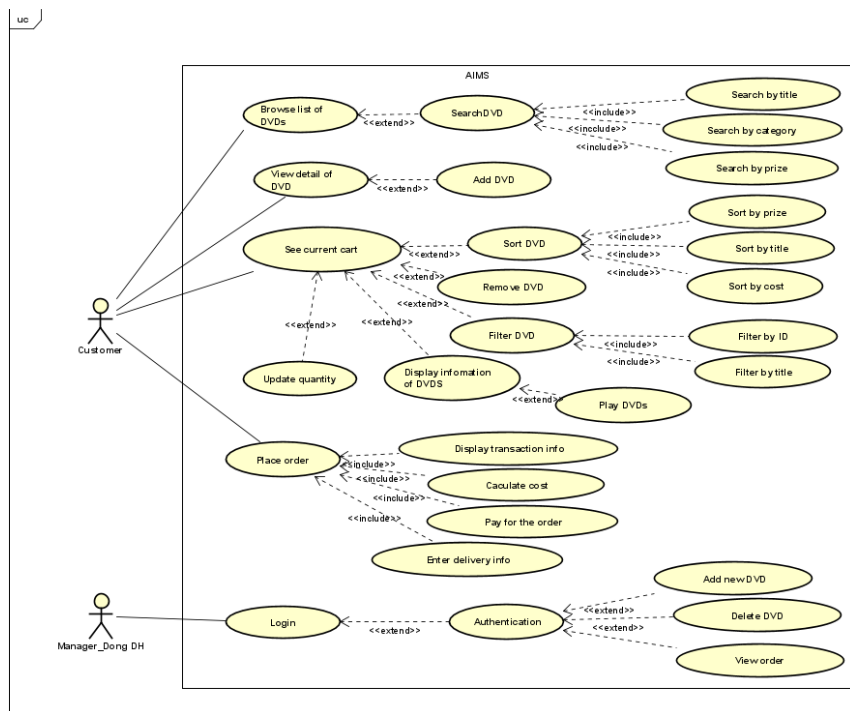 uc
AIMS
Browse list of
DVDs
<<extend>>
SearchDVD
<<include>>
<<incclude>>
<<include>>
Search by title
Search by category
Search by prize
View detail of
DVD
<<extend>>
Add DVD
See current cart
<<extend>>
Sort DVD
<<include>>
<<include>>
<<include>>
Sort by prize
Sort by title
Sort by cost
<<extend>>
Remove DVD
<<extend>>
Filter DVD
<<include>>
<<include>>
Filter by ID
Filter by title
Customer
<<extend>>
<<extend>>
Update quantity
Display infomation
of DVDS
<<extend>>
Play DVDs
Place order
<<include>>
<<include>>
<<include>>
<<include>>
Display transaction info
Caculate cost
Pay for the order
Enter delivery info
Manager_Dong DH
Login
<<extend>>
Authentication
<<extend>>
<<extend>>
<<extend>>
Add new DVD
Delete DVD
View order